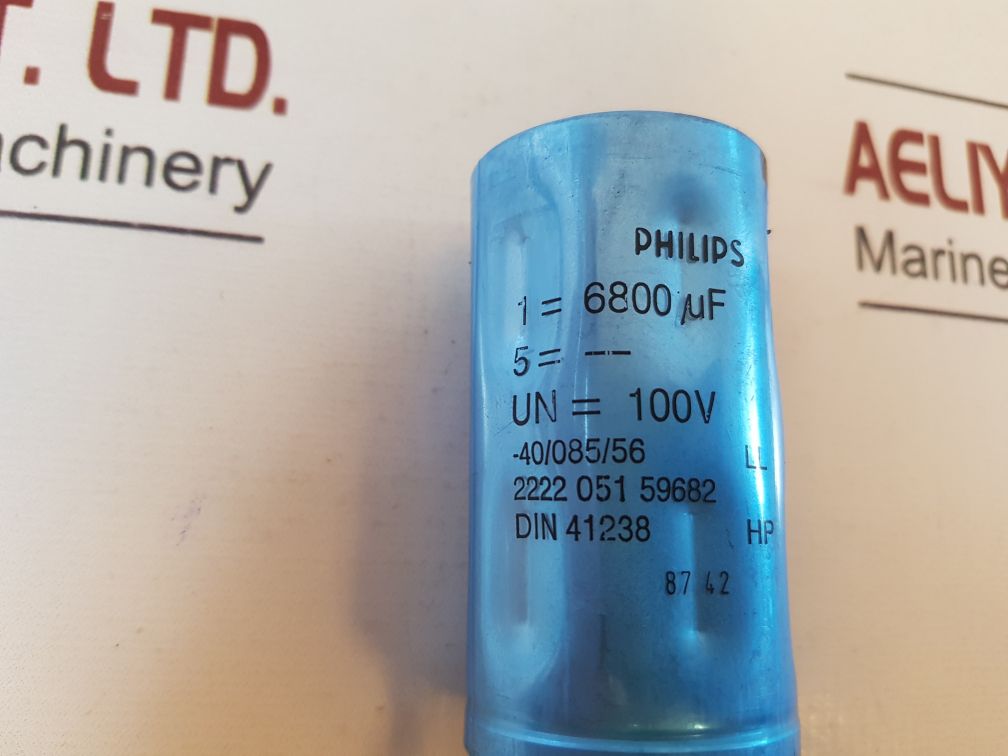 T. LTD.
achinery
AELIY
Marine
PHILIPS
1 = 6800 µF
5 = ---
UN = 100V
-40/085/56 LL
2222 051 59682
DIN 41238 HP
87 42